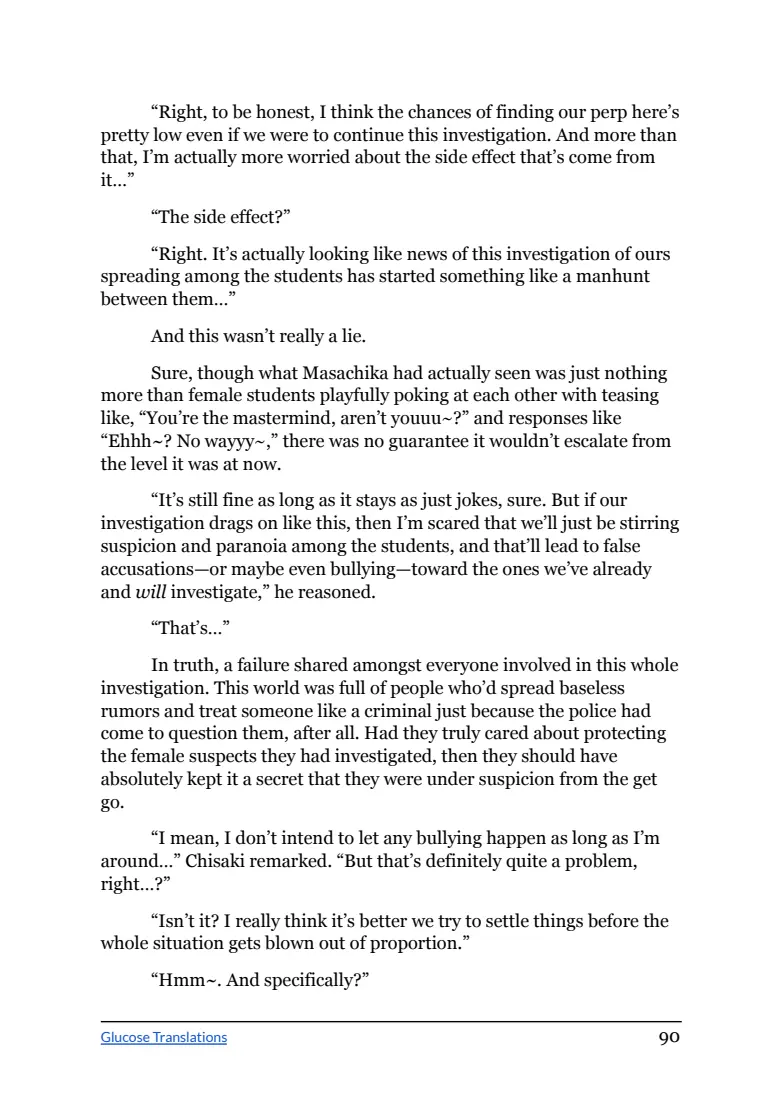 “Right, to be honest, I think the chances of finding our perp here’s
pretty low even if we were to continue this investigation. And more than
that, I’m actually more worried about the side effect that’s come from
it…”
“The side effect?”
“Right. It’s actually looking like news of this investigation of ours
spreading among the students has started something like a manhunt
between them…”
And this wasn’t really a lie.
Sure, though what Masachika had actually seen was just nothing
more than female students playfully poking at each other with teasing
like, “You’re the mastermind, aren’t youuu~?” and responses like
“Ehhh~? No wayyy~,” there was no guarantee it wouldn’t escalate from
the level it was at now.
“It’s still fine as long as it stays as just jokes, sure. But if our
investigation drags on like this, then I’m scared that we’ll just be stirring
suspicion and paranoia among the students, and that’ll lead to false
accusations—or maybe even bullying—toward the ones we’ve already
and will investigate,” he reasoned.
“That’s…”
In truth, a failure shared amongst everyone involved in this whole
investigation. This world was full of people who’d spread baseless
rumors and treat someone like a criminal just because the police had
come to question them, after all. Had they truly cared about protecting
the female suspects they had investigated, then they should have
absolutely kept it a secret that they were under suspicion from the get
go.
“I mean, I don’t intend to let any bullying happen as long as I’m
around…” Chisaki remarked. “But that’s definitely quite a problem,
right…?”
“Isn’t it? I really think it’s better we try to settle things before the
whole situation gets blown out of proportion.”
“Hmm~. And specifically?”
Glucose Translations 90